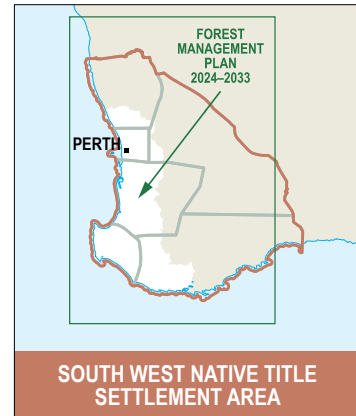 FOREST
MANAGEMENT
PLAN
2024–2033
PERTH
SOUTH WEST NATIVE TITLE
SETTLEMENT AREA